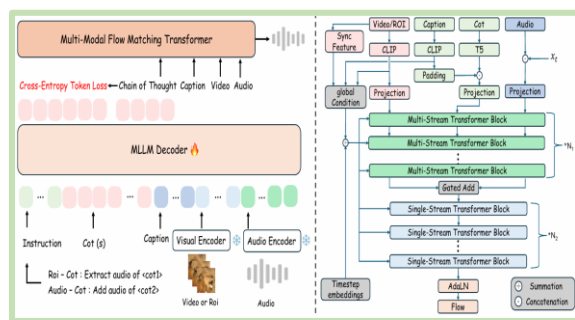 Multi-Modal Flow Matching Transformer
Cross-Entropy Token Loss
Chain of Thought
Caption
Video
Audio
MLLM Decoder
Instruction
Cot (s)
Caption
Visual Encoder
Audio Encoder
Roi - Cot : Extract audio of <cot1>
Audio - Cot : Add audio of <cot2>
Video or Roi
Audio
Video/ROI
Caption
Cot
Audio
Sync Feature
CLIP
CLIP
T5
Xt
Padding
global Condition
Projection
Projection
Projection
Multi-Stream Transformer Block
Multi-Stream Transformer Block
Multi-Stream Transformer Block
*N1
Gated Add
Single-Stream Transformer Block
Single-Stream Transformer Block
Single-Stream Transformer Block
*N2
Timestep embeddings
AdaLN
Flow
Summation
Concatenation